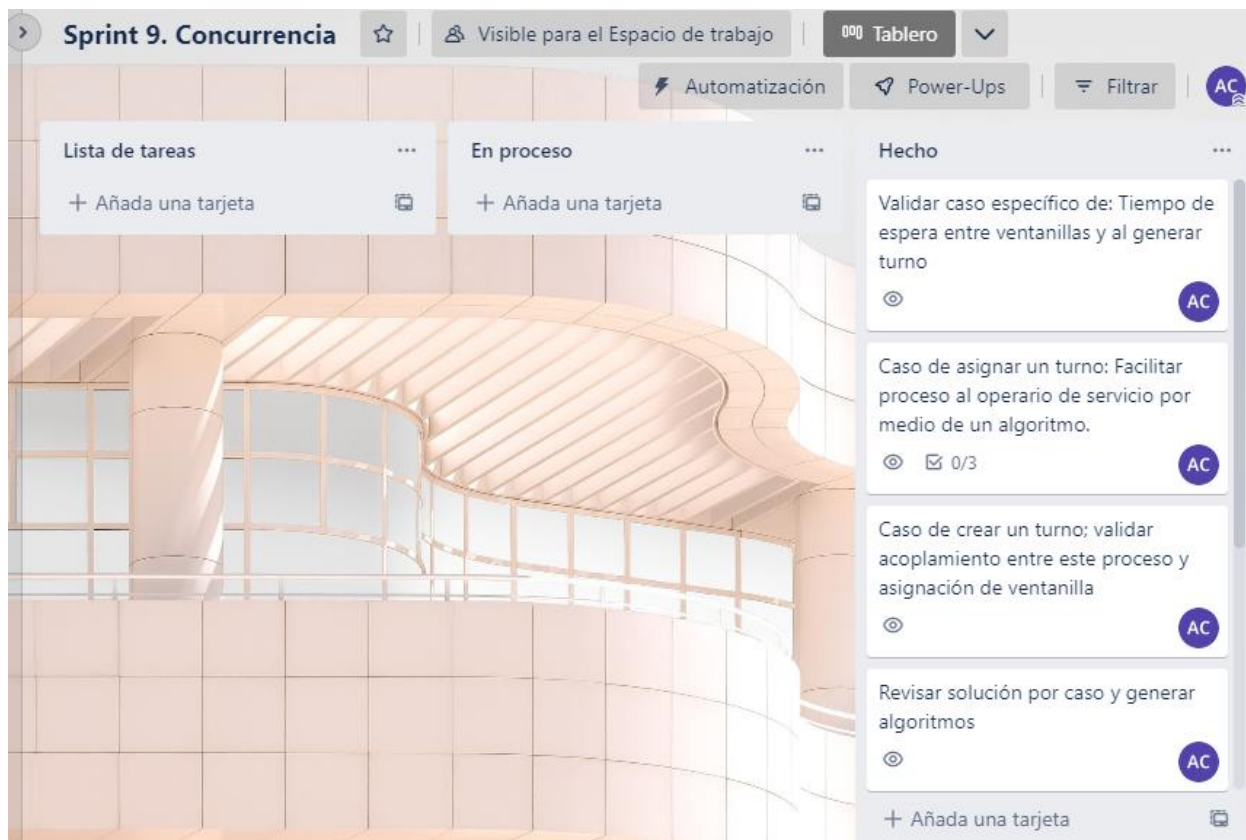 Sprint 9. Concurrencia
Visible para el Espacio de trabajo
Tablero
Automatización
Power-Ups
Filtrar
AC
Lista de tareas
Añada una tarjeta
En proceso
Añada una tarjeta
Hecho
Validar caso específico de: Tiempo de
espera entre ventanillas y al generar
turno
AC
Caso de asignar un turno: Facilitar
proceso al operario de servicio por
medio de un algoritmo.
0/3
AC
Caso de crear un turno; validar
acoplamiento entre este proceso y
asignación de ventanilla
AC
Revisar solución por caso y generar
algoritmos
AC
Añada una tarjeta